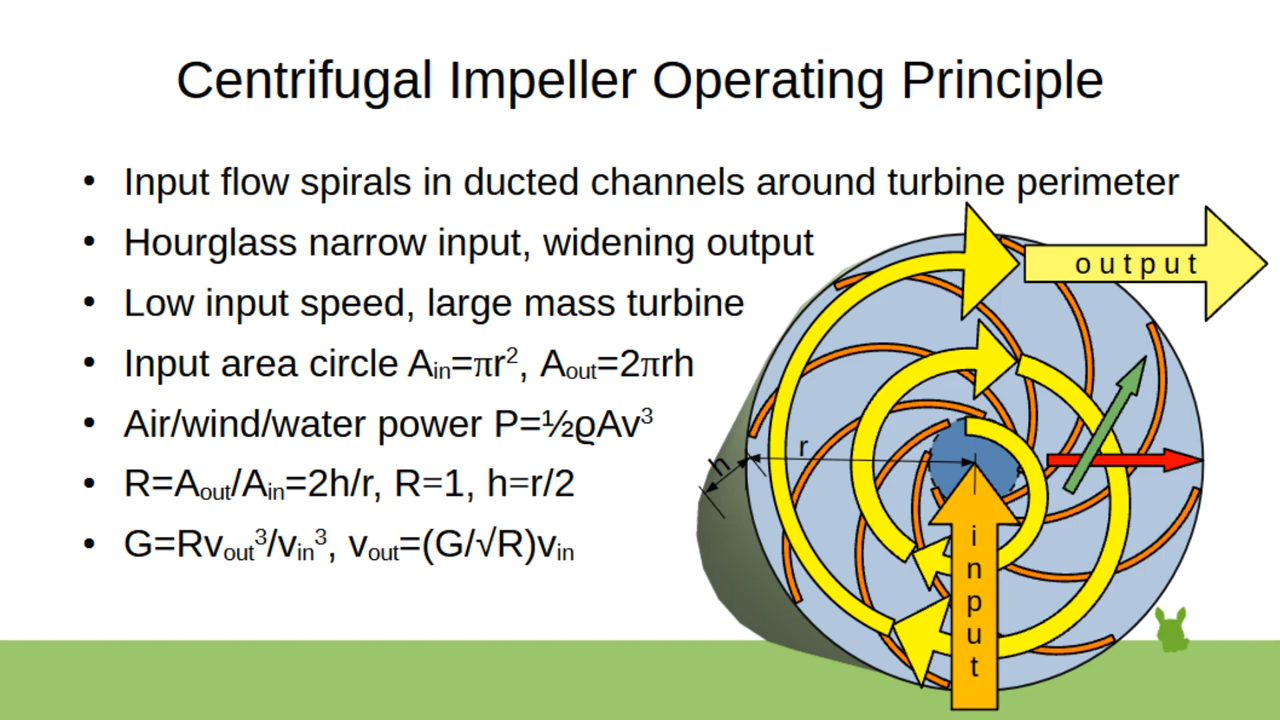 Centrifugal Impeller Operating Principle
• Input flow spirals in ducted channels around turbine perimeter
• Hourglass narrow input, widening output
• Low input speed, large mass turbine
• Input area circle Aᵢₙ=πr², Aₒᵤₜ=2πrh
• Air/wind/water power P=½ϱAv³
• R=Aₒᵤₜ/Aᵢₙ=2h/r, R=1, h=r/2
• G=Rvₒᵤₜ³/vᵢₙ³, vₒᵤₜ=(G/√R)vᵢₙ
output
r
h
input